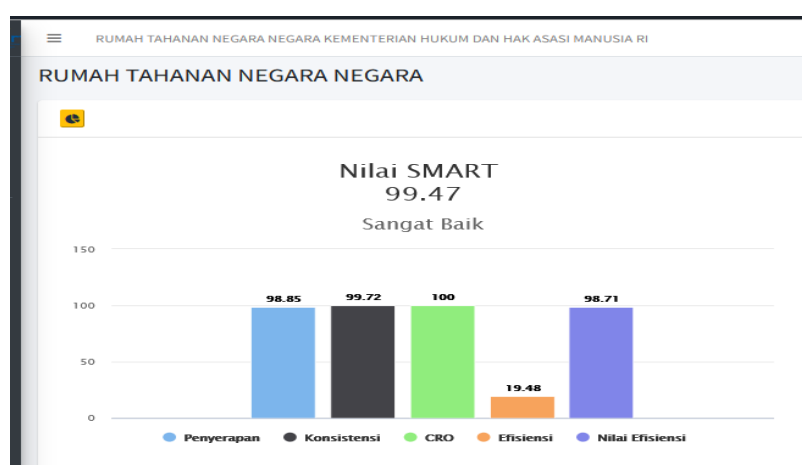 RUMAH TAHANAN NEGARA NEGARA KEMENTERIAN HUKUM DAN HAK ASASI MANUSIA RI
RUMAH TAHANAN NEGARA NEGARA
Nilai SMART
99.47
Sangat Baik
150
100
50
0
98.85
99.72
100
19.48
98.71
Penyerapan Konsistensi CRO Efisiensi Nilai Efisiensi